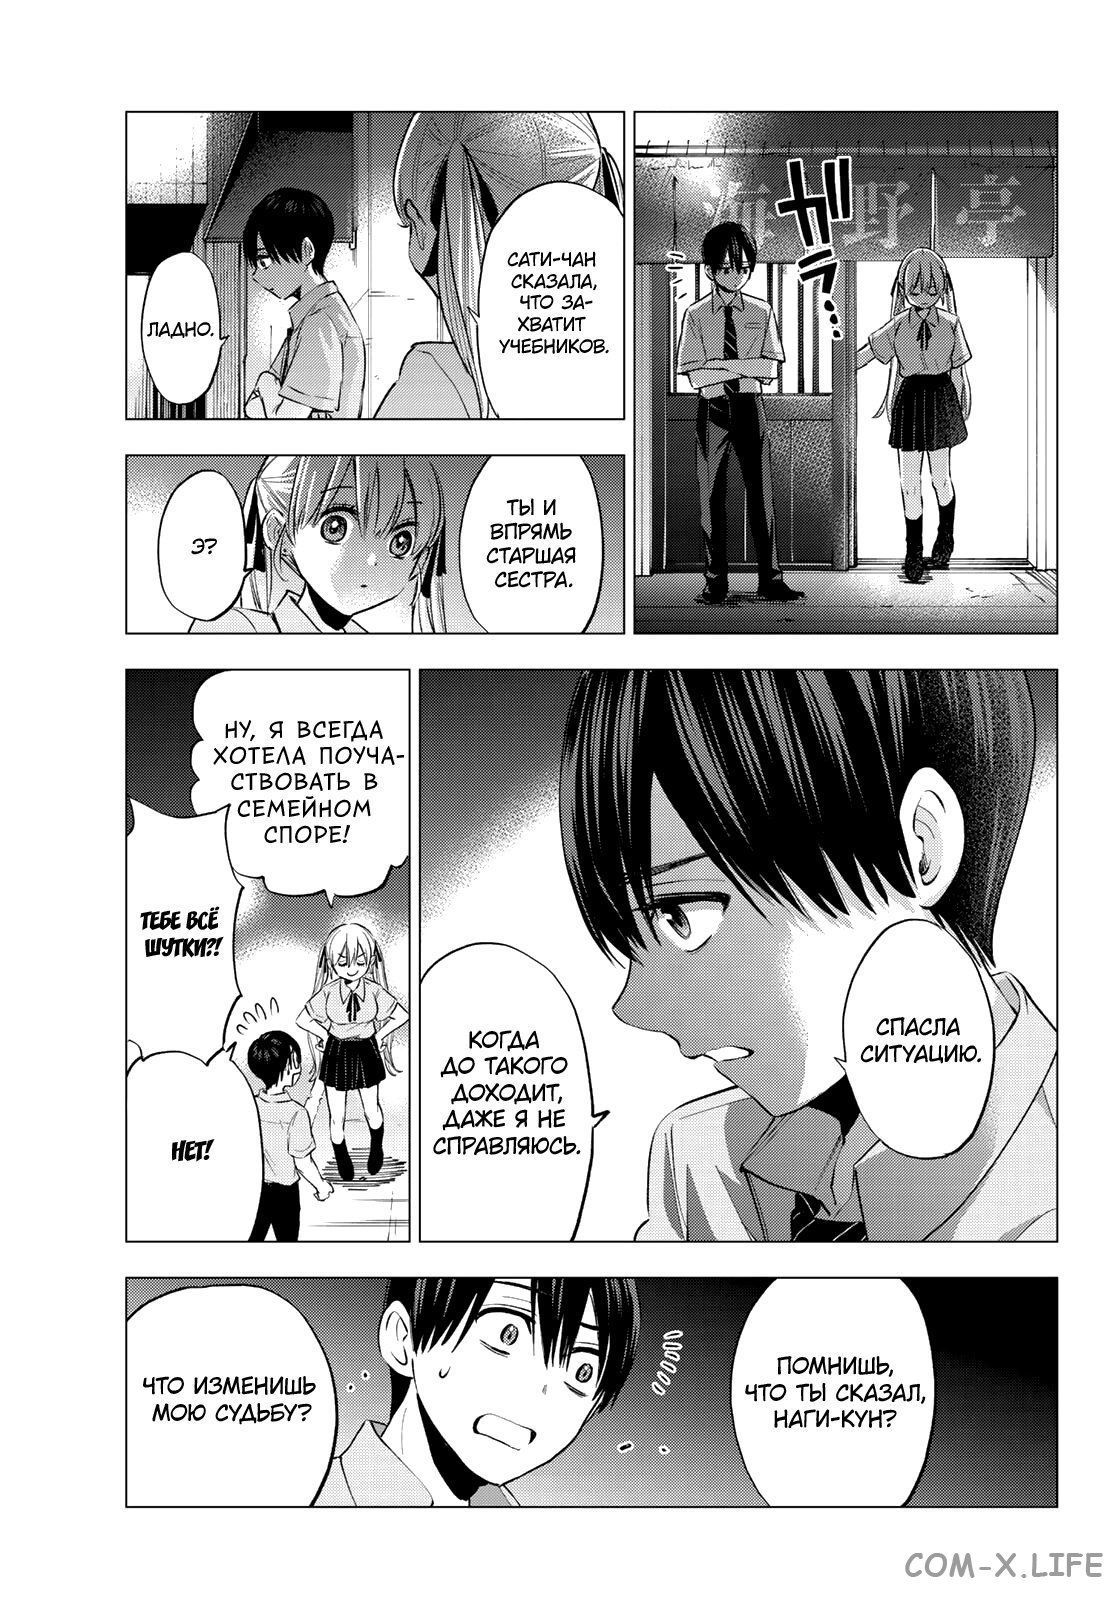 海野亭
ガラ
САТИ-ЧАН
СКАЗАЛА,
ЧТО ЗА-
ХВАТИТ
УЧЕБНИКОВ.
ЛАДНО.
ТЫ И
ВПРЯМЬ
СТАРШАЯ
СЕСТРА.
Э?
СПАСЛА
СИТУАЦИЮ.
КОГДА
ДО ТАКОГО
ДОХОДИТ,
ДАЖЕ Я НЕ
СПРАВЛЯЮСЬ.
НУ, Я ВСЕГДА
ХОТЕЛА ПОУЧА-
СТВОВАТЬ В
СЕМЕЙНОМ
СПОРЕ!
ТЕБЕ ВСЁ
ШУТКИ?!
НЕТ!
ПОМНИШЬ,
ЧТО ТЫ СКАЗАЛ,
НАГИ-КУН?
ЧТО ИЗМЕНИШЬ
МОЮ СУДЬБУ?
COM-X.LIFE